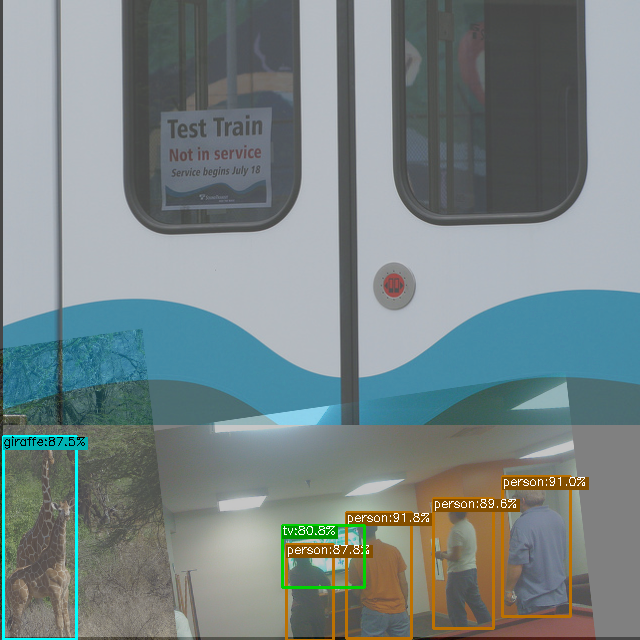 Test Train
Not in service
Service begins July 18
giraffe:87.5%
tv:80.8%
person:87.8%
person:91.8%
person:89.6%
person:91.0%